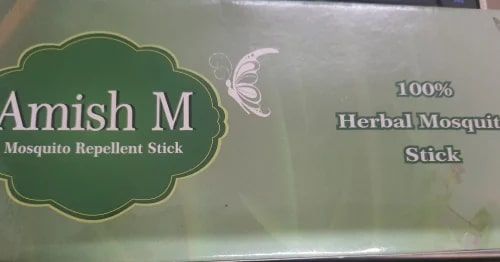 Amish M
Mosquito Repellent Stick
100%
Herbal Mosquit
Stick